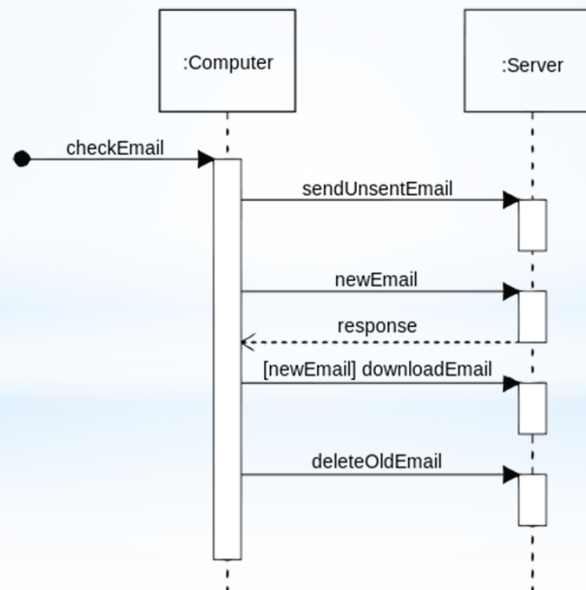 :Computer
:Server
checkEmail
sendUnsentEmail
newEmail
response
[newEmail] downloadEmail
deleteOldEmail